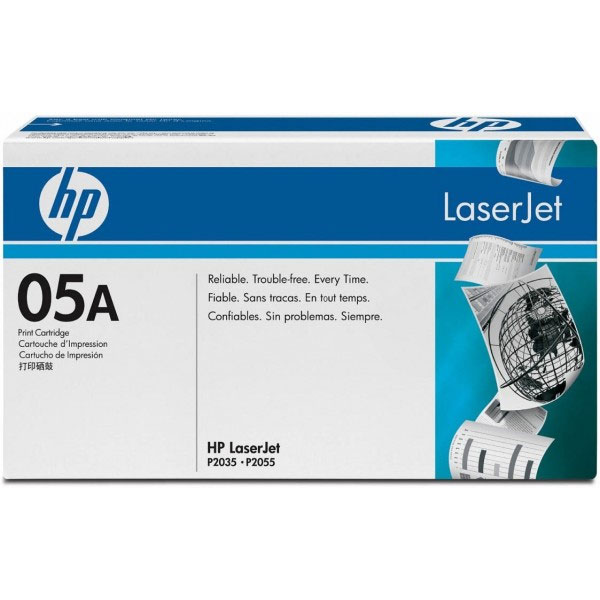 hp
LaserJet
05A
Print Cartridge
Cartouche d'Impression
Cartucho de Impresión
打印硒鼓
Reliable. Trouble-free. Every Time.
Fiable. Sans tracas. En tout temps.
Confiables. Sin problemas. Siempre.
HP LaserJet
P2035 • P2055